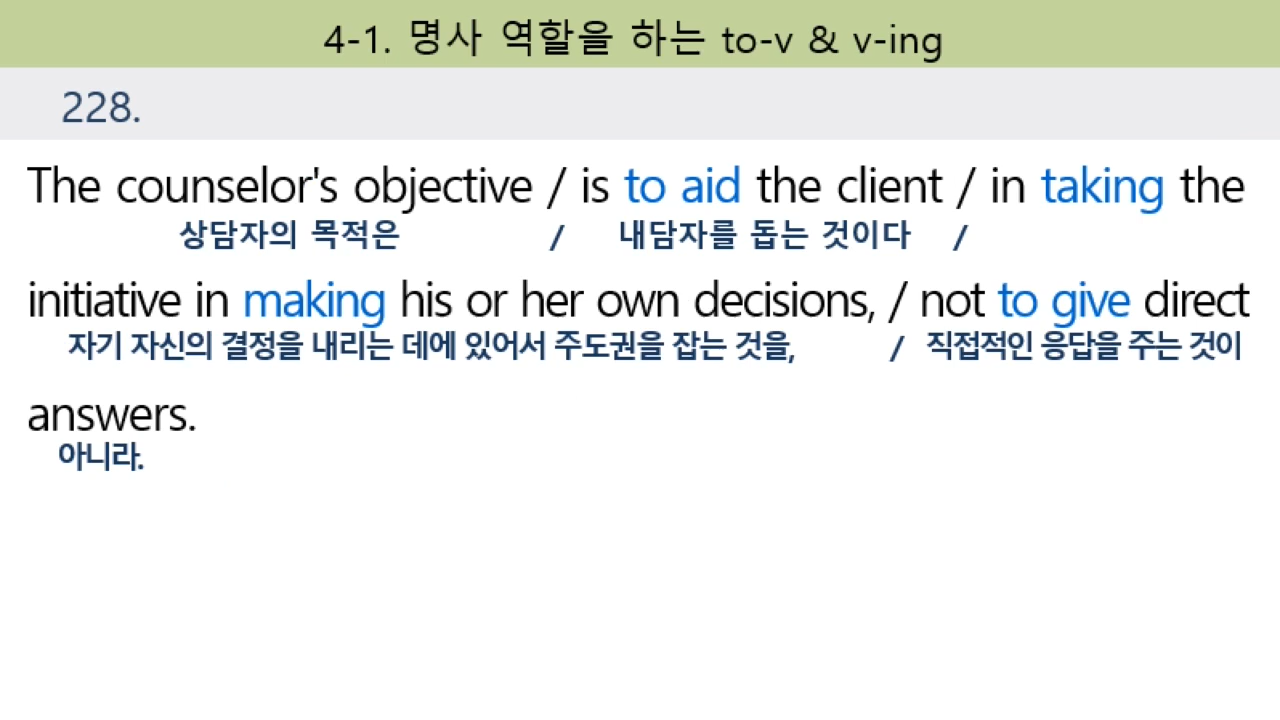 4-1. 명사 역할을 하는 to-v & v-ing
228.
The counselor's objective / is to aid the client / in taking the
상담자의 목적은 / 내담자를 돕는 것이다 /
initiative in making his or her own decisions, / not to give direct
자기 자신의 결정을 내리는 데에 있어서 주도권을 잡는 것을, / 직접적인 응답을 주는 것이
answers.
아니라.